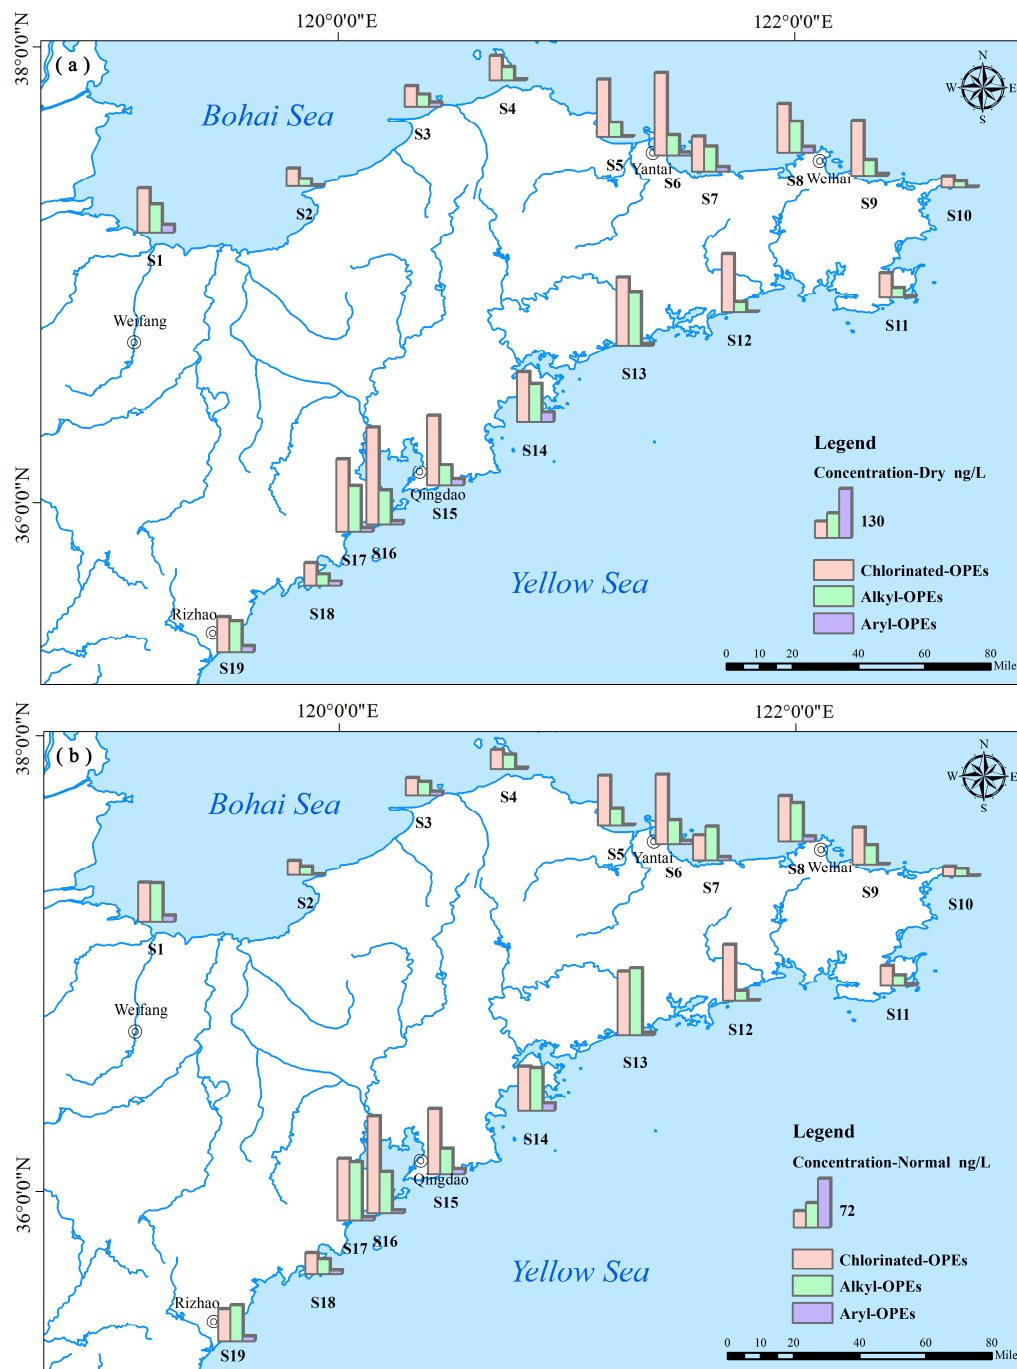 120°0'0"E 122°0'0"E
38°0'0"N
( a )
N
W E
S
Bohai Sea
S4
S3
S5
Yantai
S6
S7
S8
Weihai
S9
S10
S2
S1
S11
Weifang
S12
S13
S14
Legend
Concentration-Dry ng/L
130
36°0'0"N
Qingdao
S15
S17
S16
Yellow Sea
Chlorinated-OPEs
Alkyl-OPEs
Aryl-OPEs
S18
Rizhao
S19
0 10 20 40 60 80
Mile
120°0'0"E 122°0'0"E
38°0'0"N
( b )
N
W E
S
Bohai Sea
S4
S3
S5
Yantai
S6
S7
S8
Weihai
S9
S10
S2
S1
S11
Weifang
S12
S13
S14
Legend
Concentration-Normal ng/L
72
36°0'0"N
Qingdao
S15
S17
S16
Yellow Sea
Chlorinated-OPEs
Alkyl-OPEs
Aryl-OPEs
S18
Rizhao
S19
0 10 20 40 60 80
Mile